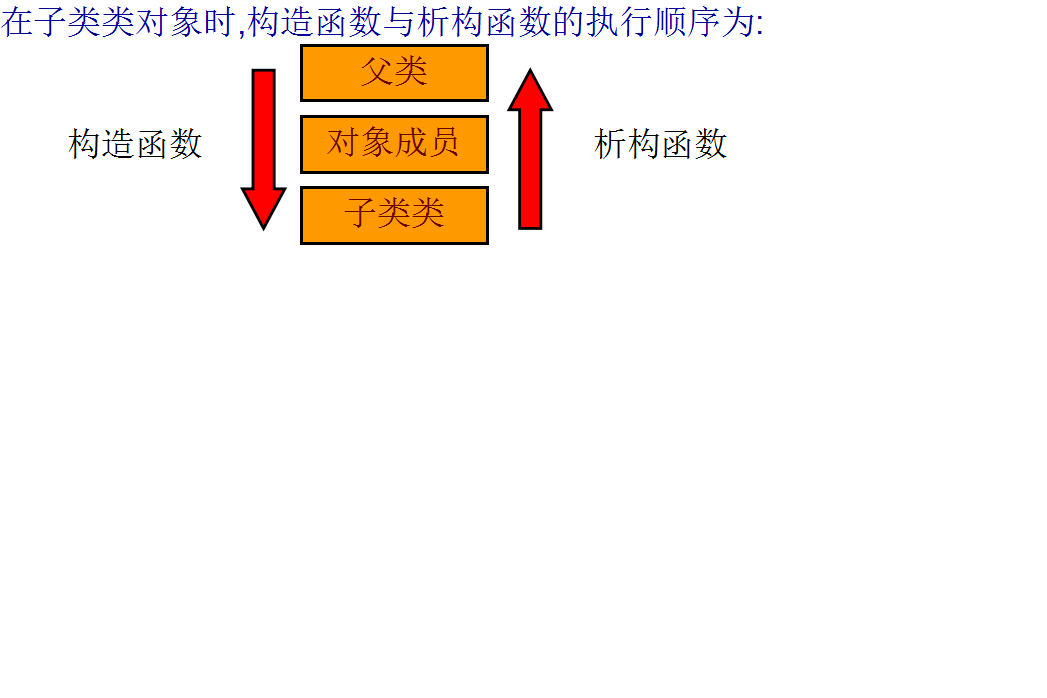 在子类类对象时,构造函数与析构函数的执行顺序为:
父类
构造函数
对象成员
析构函数
子类类